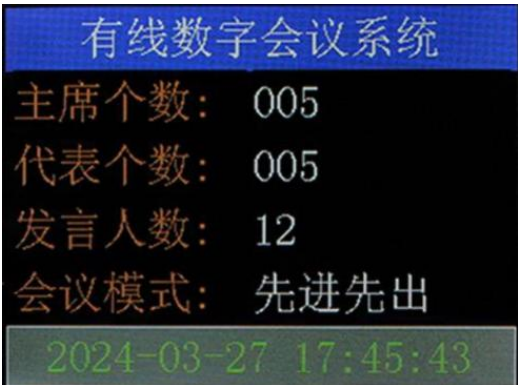 有线数字会议系统
主席个数: 005
代表个数: 005
发言人数: 12
会议模式: 先进先出
2024-03-27 17:45:43